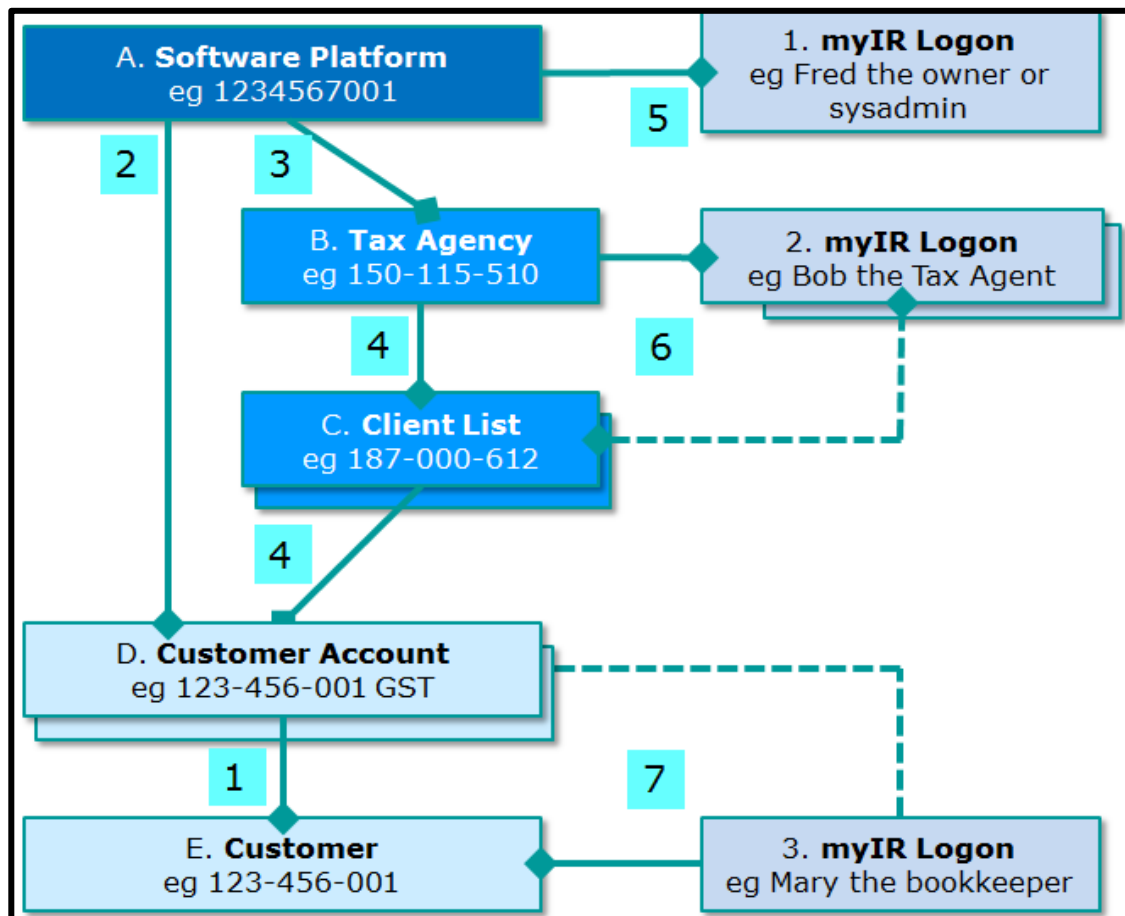 A. Software Platform
eg 1234567001
1. myIR Logon
eg Fred the owner or
sysadmin
5
2
3
B. Tax Agency
eg 150-115-510
2. myIR Logon
eg Bob the Tax Agent
4
6
C. Client List
eg 187-000-612
4
D. Customer Account
eg 123-456-001 GST
1
7
E. Customer
eg 123-456-001
3. myIR Logon
eg Mary the bookkeeper